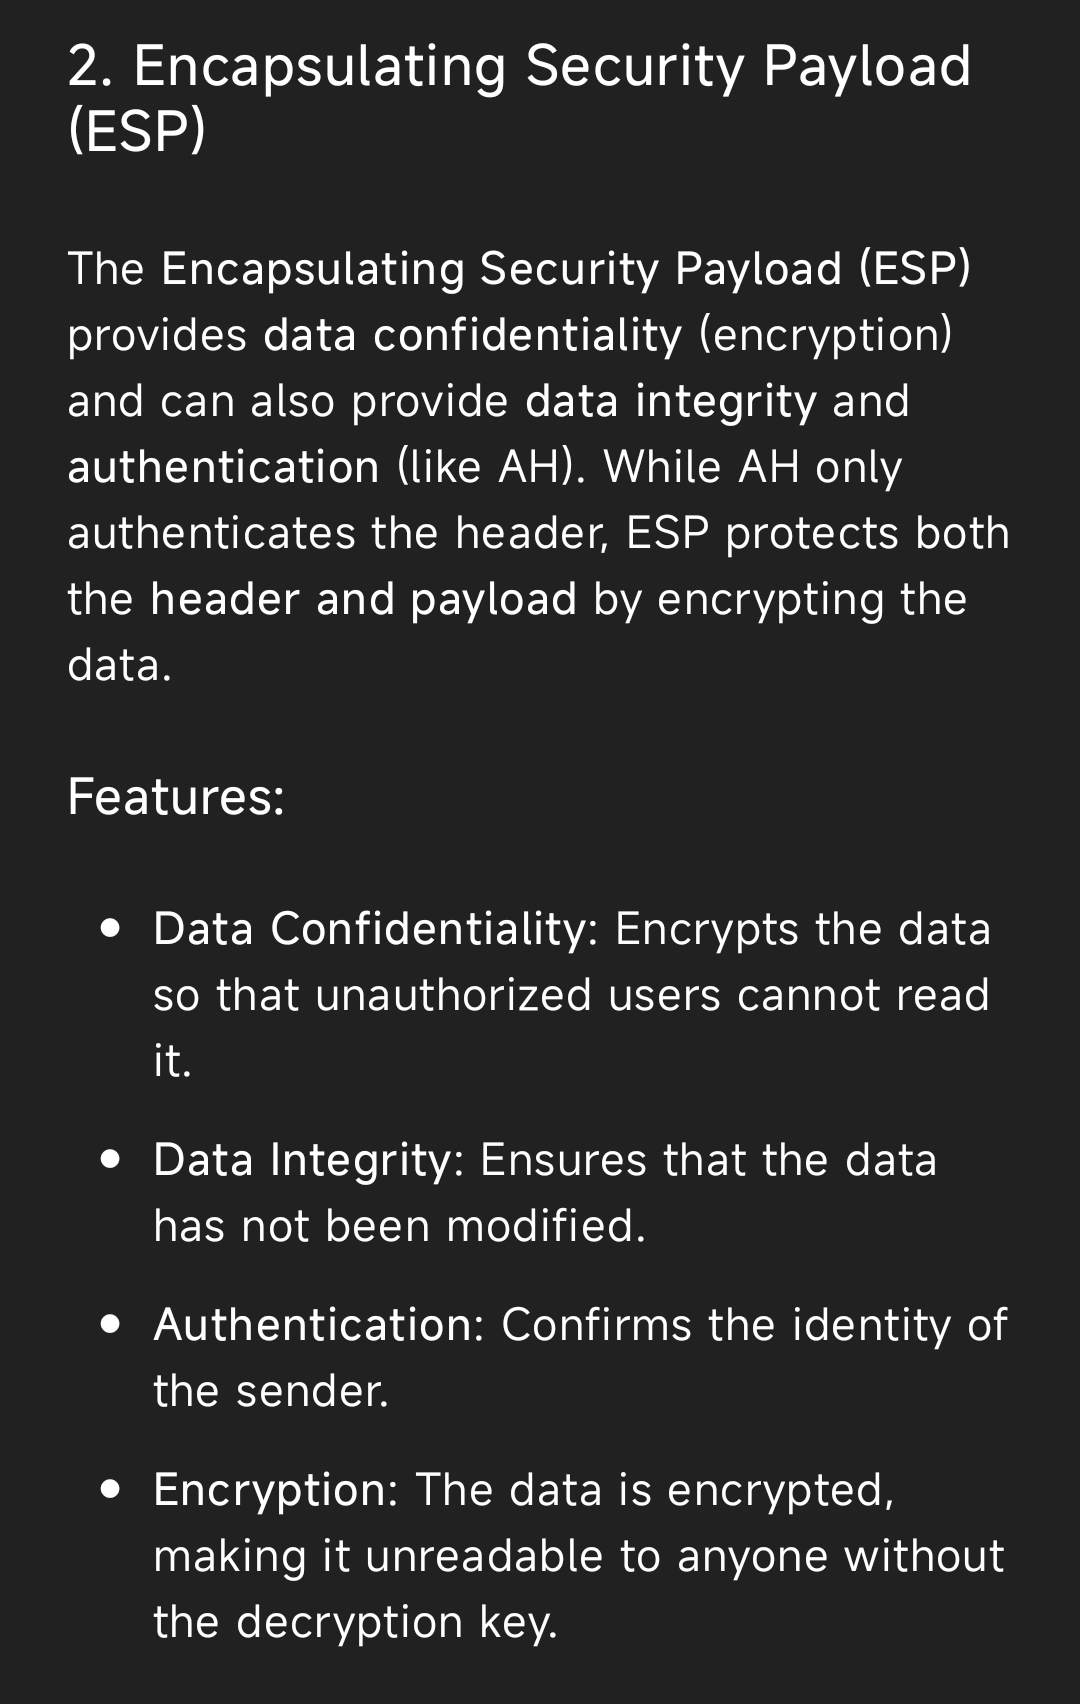 2. Encapsulating Security Payload
(ESP)
The Encapsulating Security Payload (ESP)
provides data confidentiality (encryption)
and can also provide data integrity and
authentication (like AH). While AH only
authenticates the header, ESP protects both
the header and payload by encrypting the
data.
Features:
• Data Confidentiality: Encrypts the data
so that unauthorized users cannot read
it.
• Data Integrity: Ensures that the data
has not been modified.
• Authentication: Confirms the identity of
the sender.
• Encryption: The data is encrypted,
making it unreadable to anyone without
the decryption key.